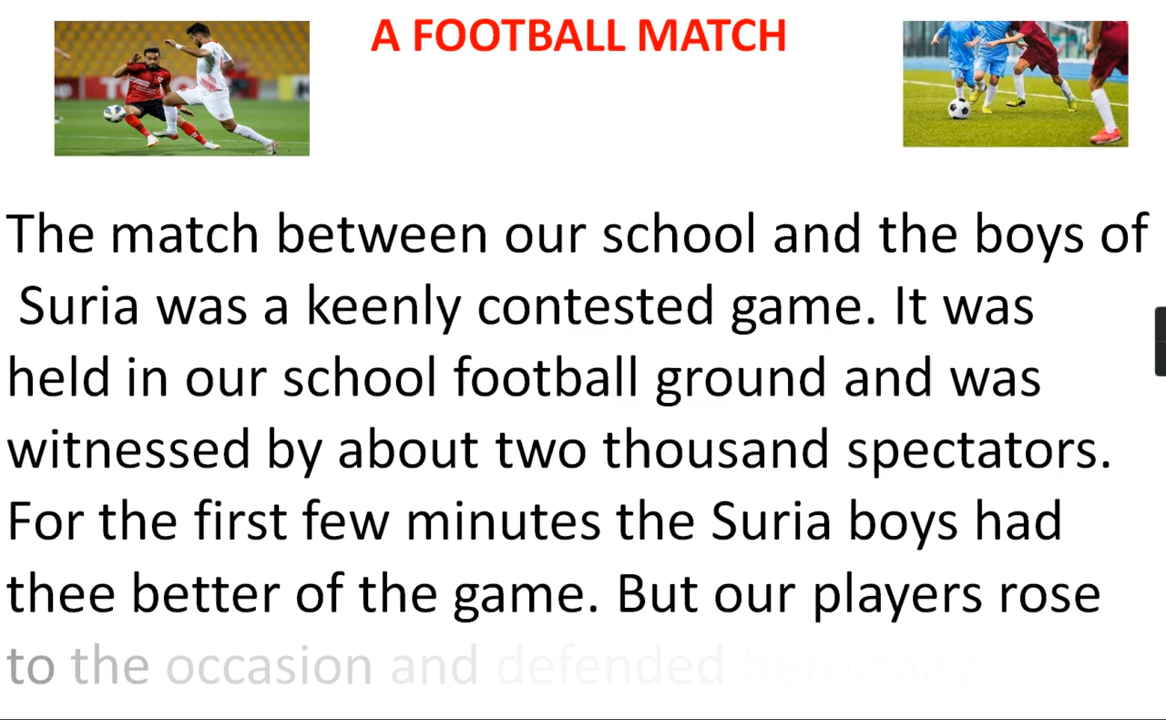 A FOOTBALL MATCH
The match between our school and the boys of
Suria was a keenly contested game. It was
held in our school football ground and was
witnessed by about two thousand spectators.
For the first few minutes the Suria boys had
thee better of the game. But our players rose
to the occasion and defended heroically